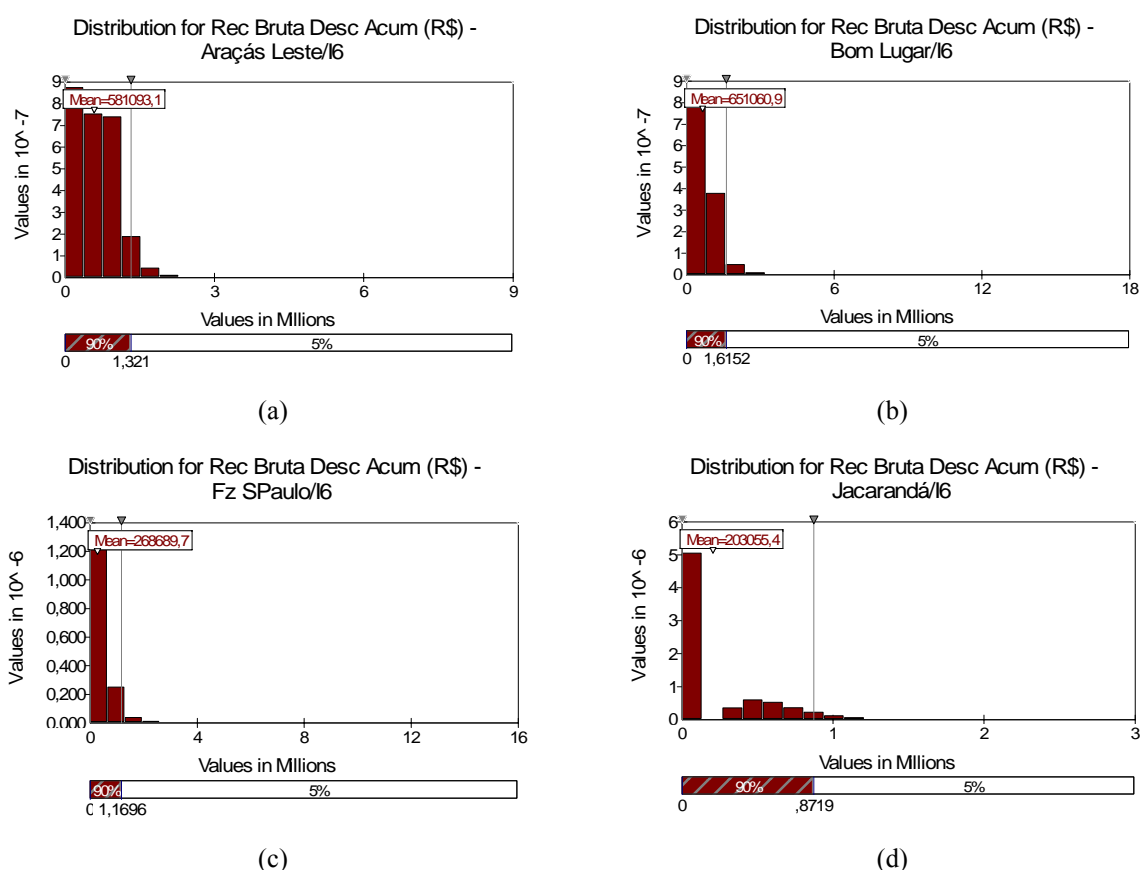 Distribution for Rec Bruta Desc Acum (R$) -
Araçás Leste/I6
Mean=581093,1
Values in 10^ -7
9
8
7
6
5
4
3
2
1
0
0 3 6 9
Values in Millions
90% 5%
0 1,321
(a)
Distribution for Rec Bruta Desc Acum (R$) -
Bom Lugar/I6
Mean=651060,9
Values in 10^ -7
9
8
7
6
5
4
3
2
1
0
0 6 12 18
Values in Millions
90% 5%
0 1,6152
(b)
Distribution for Rec Bruta Desc Acum (R$) -
Fz SPaulo/I6
Mean=268689,7
Values in 10^ -6
1,400
1,200
1,000
0,800
0,600
0,400
0,200
0,000
0 4 8 12 16
Values in Millions
90% 5%
0 1,1696
(c)
Distribution for Rec Bruta Desc Acum (R$) -
Jacarandá/I6
Mean=203055,4
Values in 10^ -6
6
5
4
3
2
1
0
0 1 2 3
Values in Millions
90% 5%
0 ,8719
(d)